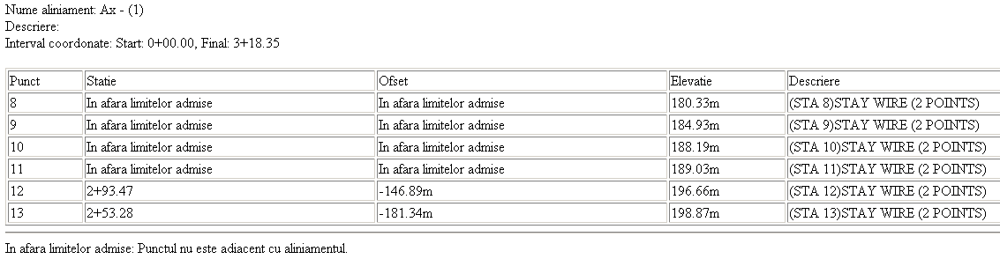 Nume aliniament: Ax - (1)
Descriere:
Interval coordonate: Start: 0+00.00, Final: 3+18.35
Punct Statie Ofset Elevatie Descriere
8 In afara limitelor admise In afara limitelor admise 180.33m (STA 8)STAY WIRE (2 POINTS)
9 In afara limitelor admise In afara limitelor admise 184.93m (STA 9)STAY WIRE (2 POINTS)
10 In afara limitelor admise In afara limitelor admise 188.19m (STA 10)STAY WIRE (2 POINTS)
11 In afara limitelor admise In afara limitelor admise 189.03m (STA 11)STAY WIRE (2 POINTS)
12 2+93.47 -146.89m 196.66m (STA 12)STAY WIRE (2 POINTS)
13 2+53.28 -181.34m 198.87m (STA 13)STAY WIRE (2 POINTS)
In afara limitelor admise: Punctul nu este adiacent cu aliniamentul.